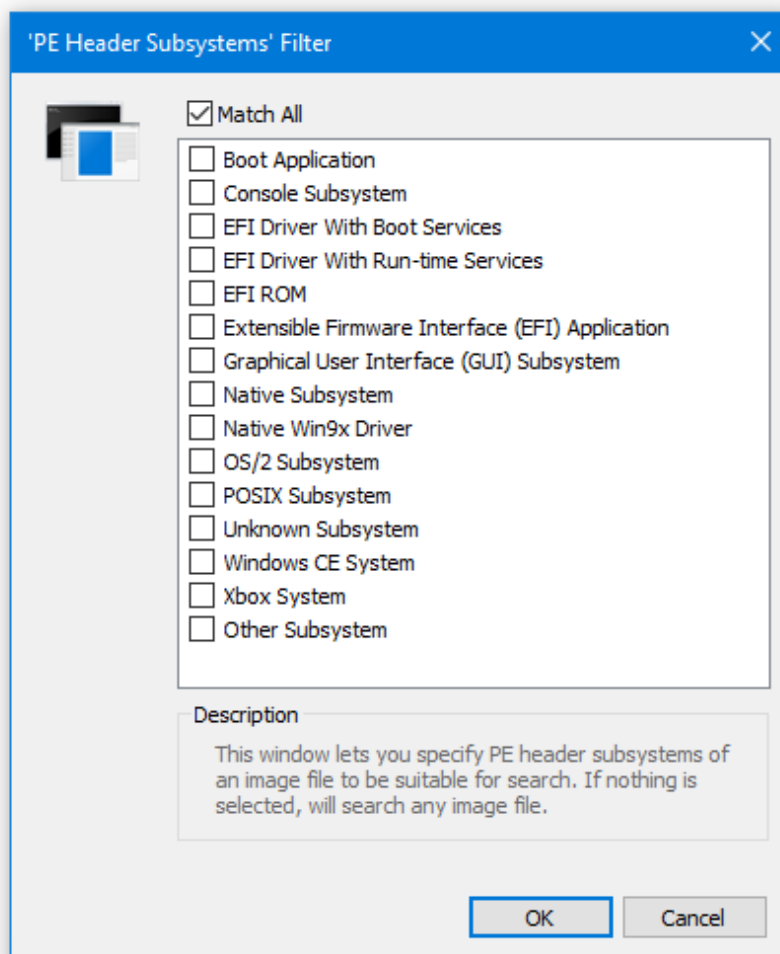 'PE Header Subsystems' Filter
Match All
Boot Application
Console Subsystem
EFI Driver With Boot Services
EFI Driver With Run-time Services
EFI ROM
Extensible Firmware Interface (EFI) Application
Graphical User Interface (GUI) Subsystem
Native Subsystem
Native Win9x Driver
OS/2 Subsystem
POSIX Subsystem
Unknown Subsystem
Windows CE System
Xbox System
Other Subsystem
Description
This window lets you specify PE header subsystems of
an image file to be suitable for search. If nothing is
selected, will search any image file.
OK
Cancel